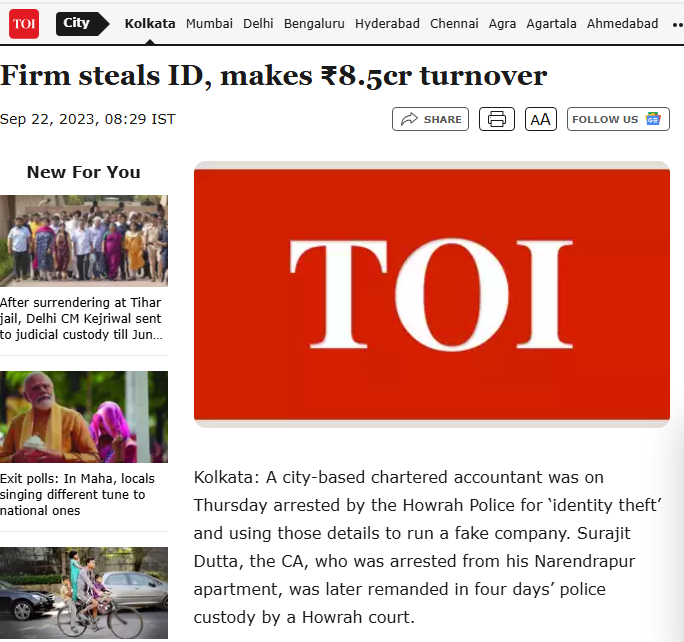 TOI
City
Kolkata Mumbai Delhi Bengaluru Hyderabad Chennai Agra Agartala Ahmedabad
Firm steals ID, makes ₹8.5cr turnover
Sep 22, 2023, 08:29 IST
SHARE
AA
FOLLOW US
New For You
After surrendering at Tihar
jail, Delhi CM Kejriwal sent
to judicial custody till Jun…
Exit polls: In Maha, locals
singing different tune to
national ones
TOI
Kolkata: A city-based chartered accountant was on
Thursday arrested by the Howrah Police for ‘identity theft’
and using those details to run a fake company. Surajit
Dutta, the CA, who was arrested from his Narendrapur
apartment, was later remanded in four days’ police
custody by a Howrah court.